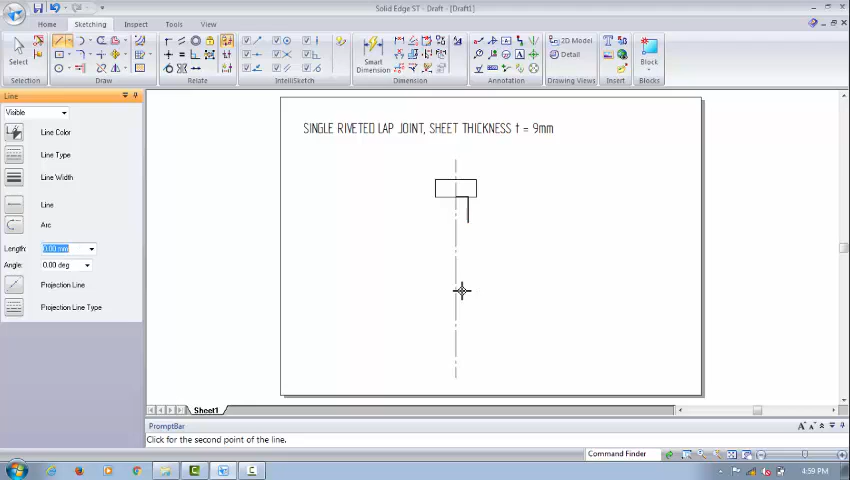 Solid Edge ST - Draft - [Draft1]
Home
Sketching
Inspect
Tools
View
Select
Smart
Dimension
2D Model
Detail
Block
Selection
Draw
Relate
IntelliSketch
Dimension
Annotation
Drawing Views
Insert
Blocks
Line
Visible
Line Color
Line Type
Line Width
Line
Arc
Length:
0.00 mm
Angle:
0.00 deg
Projection Line
Projection Line Type
SINGLE RIVETED LAP JOINT, SHEET THICKNESS t = 9mm
Sheet1
PromptBar
Click for the second point of the line.
Command Finder
4:59 PM